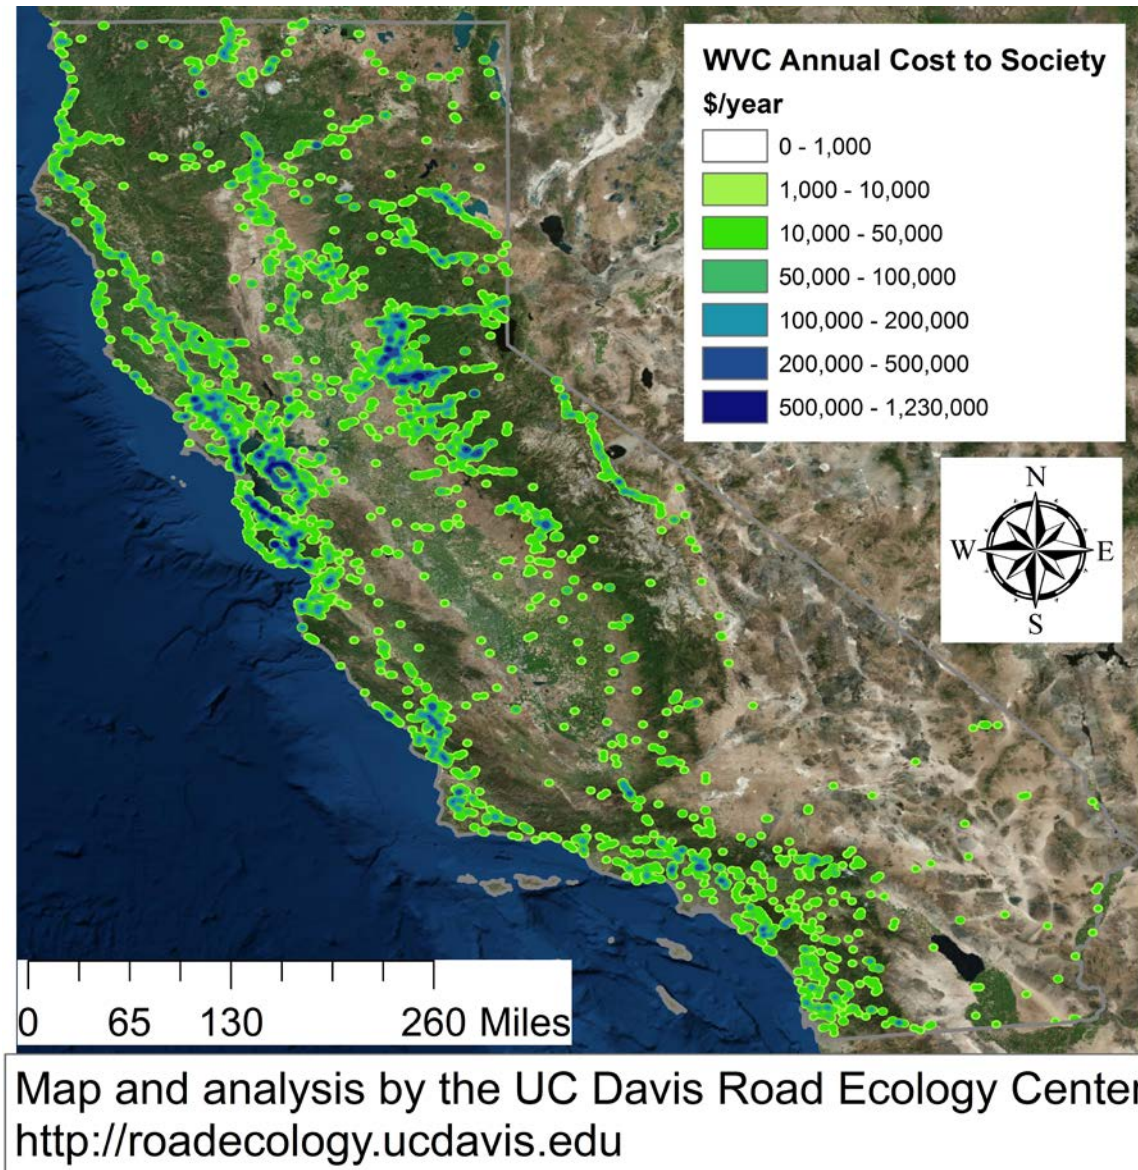 WVC Annual Cost to Society
$/year
0 - 1,000
1,000 - 10,000
10,000 - 50,000
50,000 - 100,000
100,000 - 200,000
200,000 - 500,000
500,000 - 1,230,000
N
W E
S
0 65 130 260 Miles
Map and analysis by the UC Davis Road Ecology Center
http://roadecology.ucdavis.edu